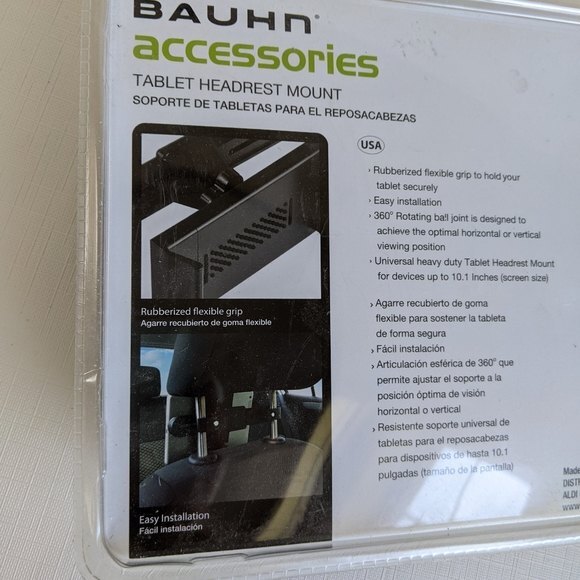 BAUHN®
accessories
TABLET HEADREST MOUNT
SOPORTE DE TABLETAS PARA EL REPOSACABEZAS
USA
› Rubberized flexible grip to hold your
tablet securely
› Easy installation
› 360° Rotating ball joint is designed to
achieve the optimal horizontal or vertical
viewing position
› Universal heavy duty Tablet Headrest Mount
for devices up to 10.1 Inches (screen size)
› Agarre recubierto de goma
flexible para sostener la tableta
de forma segura
› Fácil instalación
› Articulación esférica de 360° que
permite ajustar el soporte a la
posición óptima de visión
horizontal o vertical
› Resistente soporte universal de
tabletas para el reposacabezas
para dispositivos de hasta 10.1
pulgadas (tamaño de la pantalla)
Rubberized flexible grip
Agarre recubierto de goma flexible
Easy Installation
Fácil instalación
Made
DISTR
ALDI
www